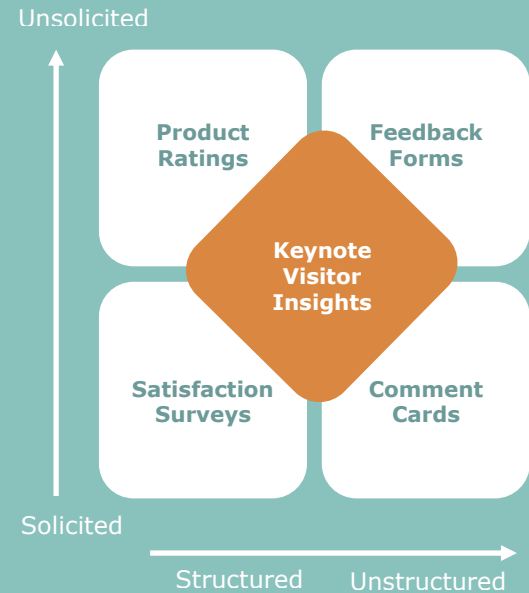 Unsolicited
Product
Ratings
Feedback
Forms
Keynote
Visitor
Insights
Satisfaction
Surveys
Comment
Cards
Solicited
Structured
Unstructured